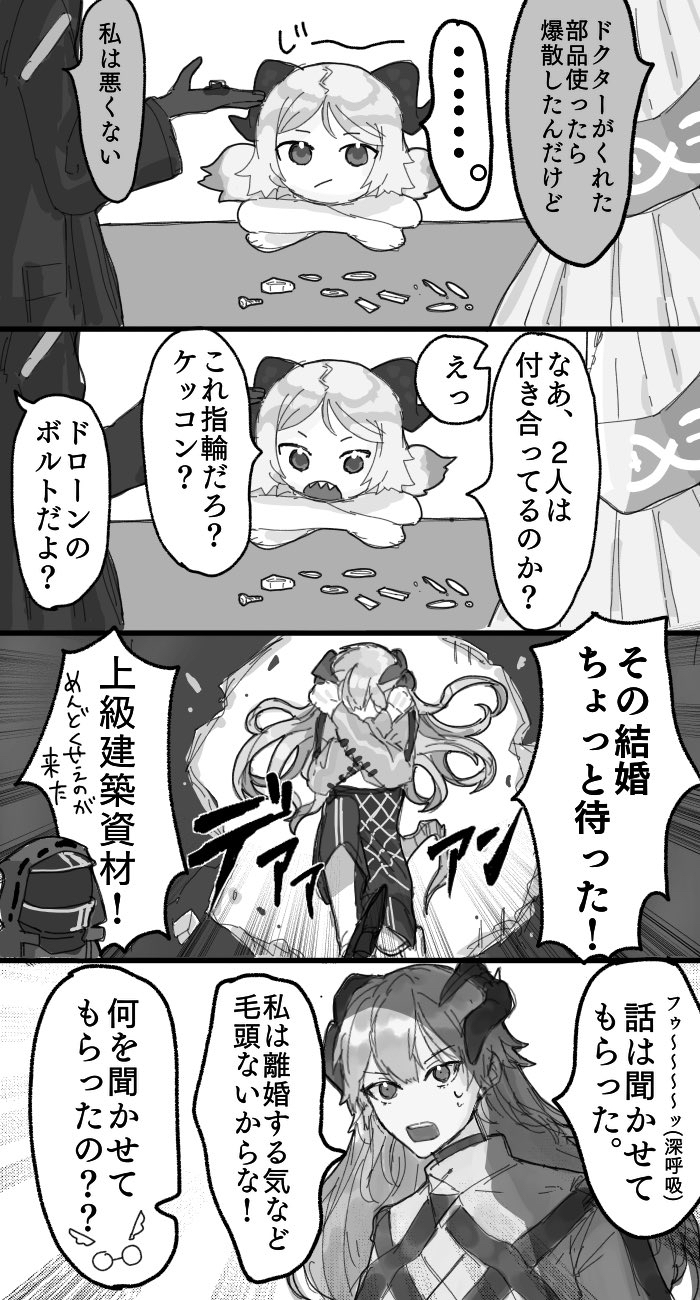 ドクターがくれた
部品使ったら
爆散したんだけど
・・・・・・。
じーーー
私は悪くない
なあ、2人は
付き合ってるのか？
えっ
これ指輪だろ？
ケッコン？
ドローンの
ボルトだよ？
その結婚
ちょっと待った！
デデァァアン
上級建築資材！
めんどくせぇのが
来た
フゥ〜〜〜〜ッ(深呼吸)
話は聞かせて
もらった。
私は離婚する気など
毛頭ないからな！
何を聞かせて
もらったの？？